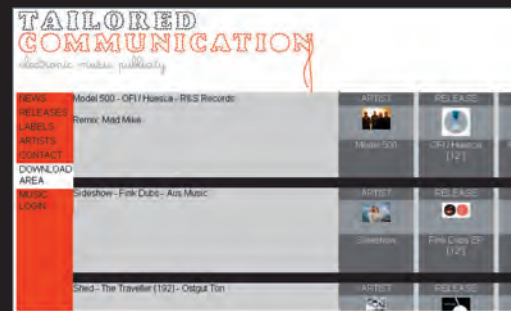 TAILORED
COMMUNICATION
electronic music publicity
NEWS
RELEASES
LABELS
ARTISTS
CONTACT
DOWNLOAD
AREA
MUSIC
LOGIN
Model 500 - OFI / Huesca - R&S Records
Remix: Mad Mike
ARTIST
RELEASE
Model 500
OFI / Huesca
[12"]
Sideshow - Fink Dubs - Aus Music
ARTIST
RELEASE
Sideshow
Fink Dubs EP
[12"]
Shed - The Traveller (192) - Ostgut Ton
ARTIST
RELEASE